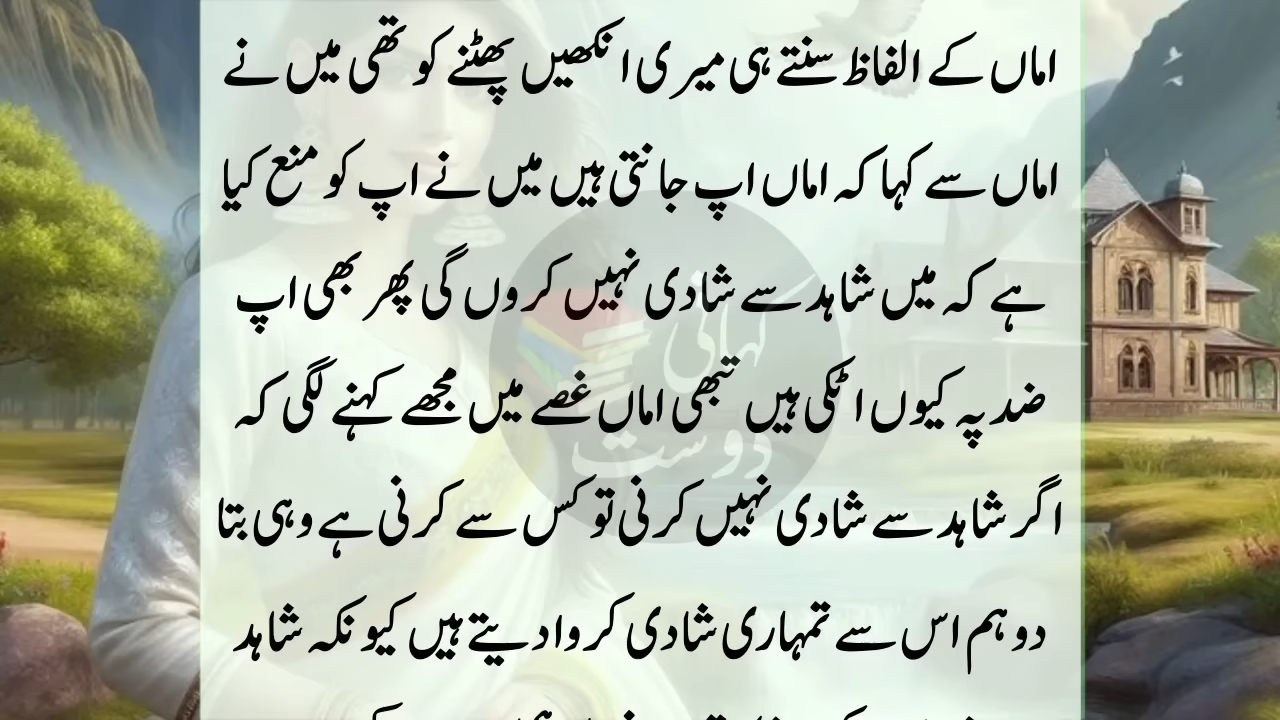 اماں کے الفاظ سنتے ہی میری انکھیں پھٹنے کو تھی میں نے
اماں سے کہا کہ اماں اپ جانتی ہیں میں نے اپ کو منع کیا
ہے کہ میں شاہد سے شادی نہیں کروں گی پھر بھی اپ
ضد پہ کیوں اٹکی ہیں تبھی اماں غصے میں مجھے کہنے لگی کہ
اگر شاہد سے شادی نہیں کرنی تو کس سے کرنی ہے وہی بتا
دو ہم اس سے تمہاری شادی کروا دیتے ہیں کیونکہ شاہد
کہانی
دوست